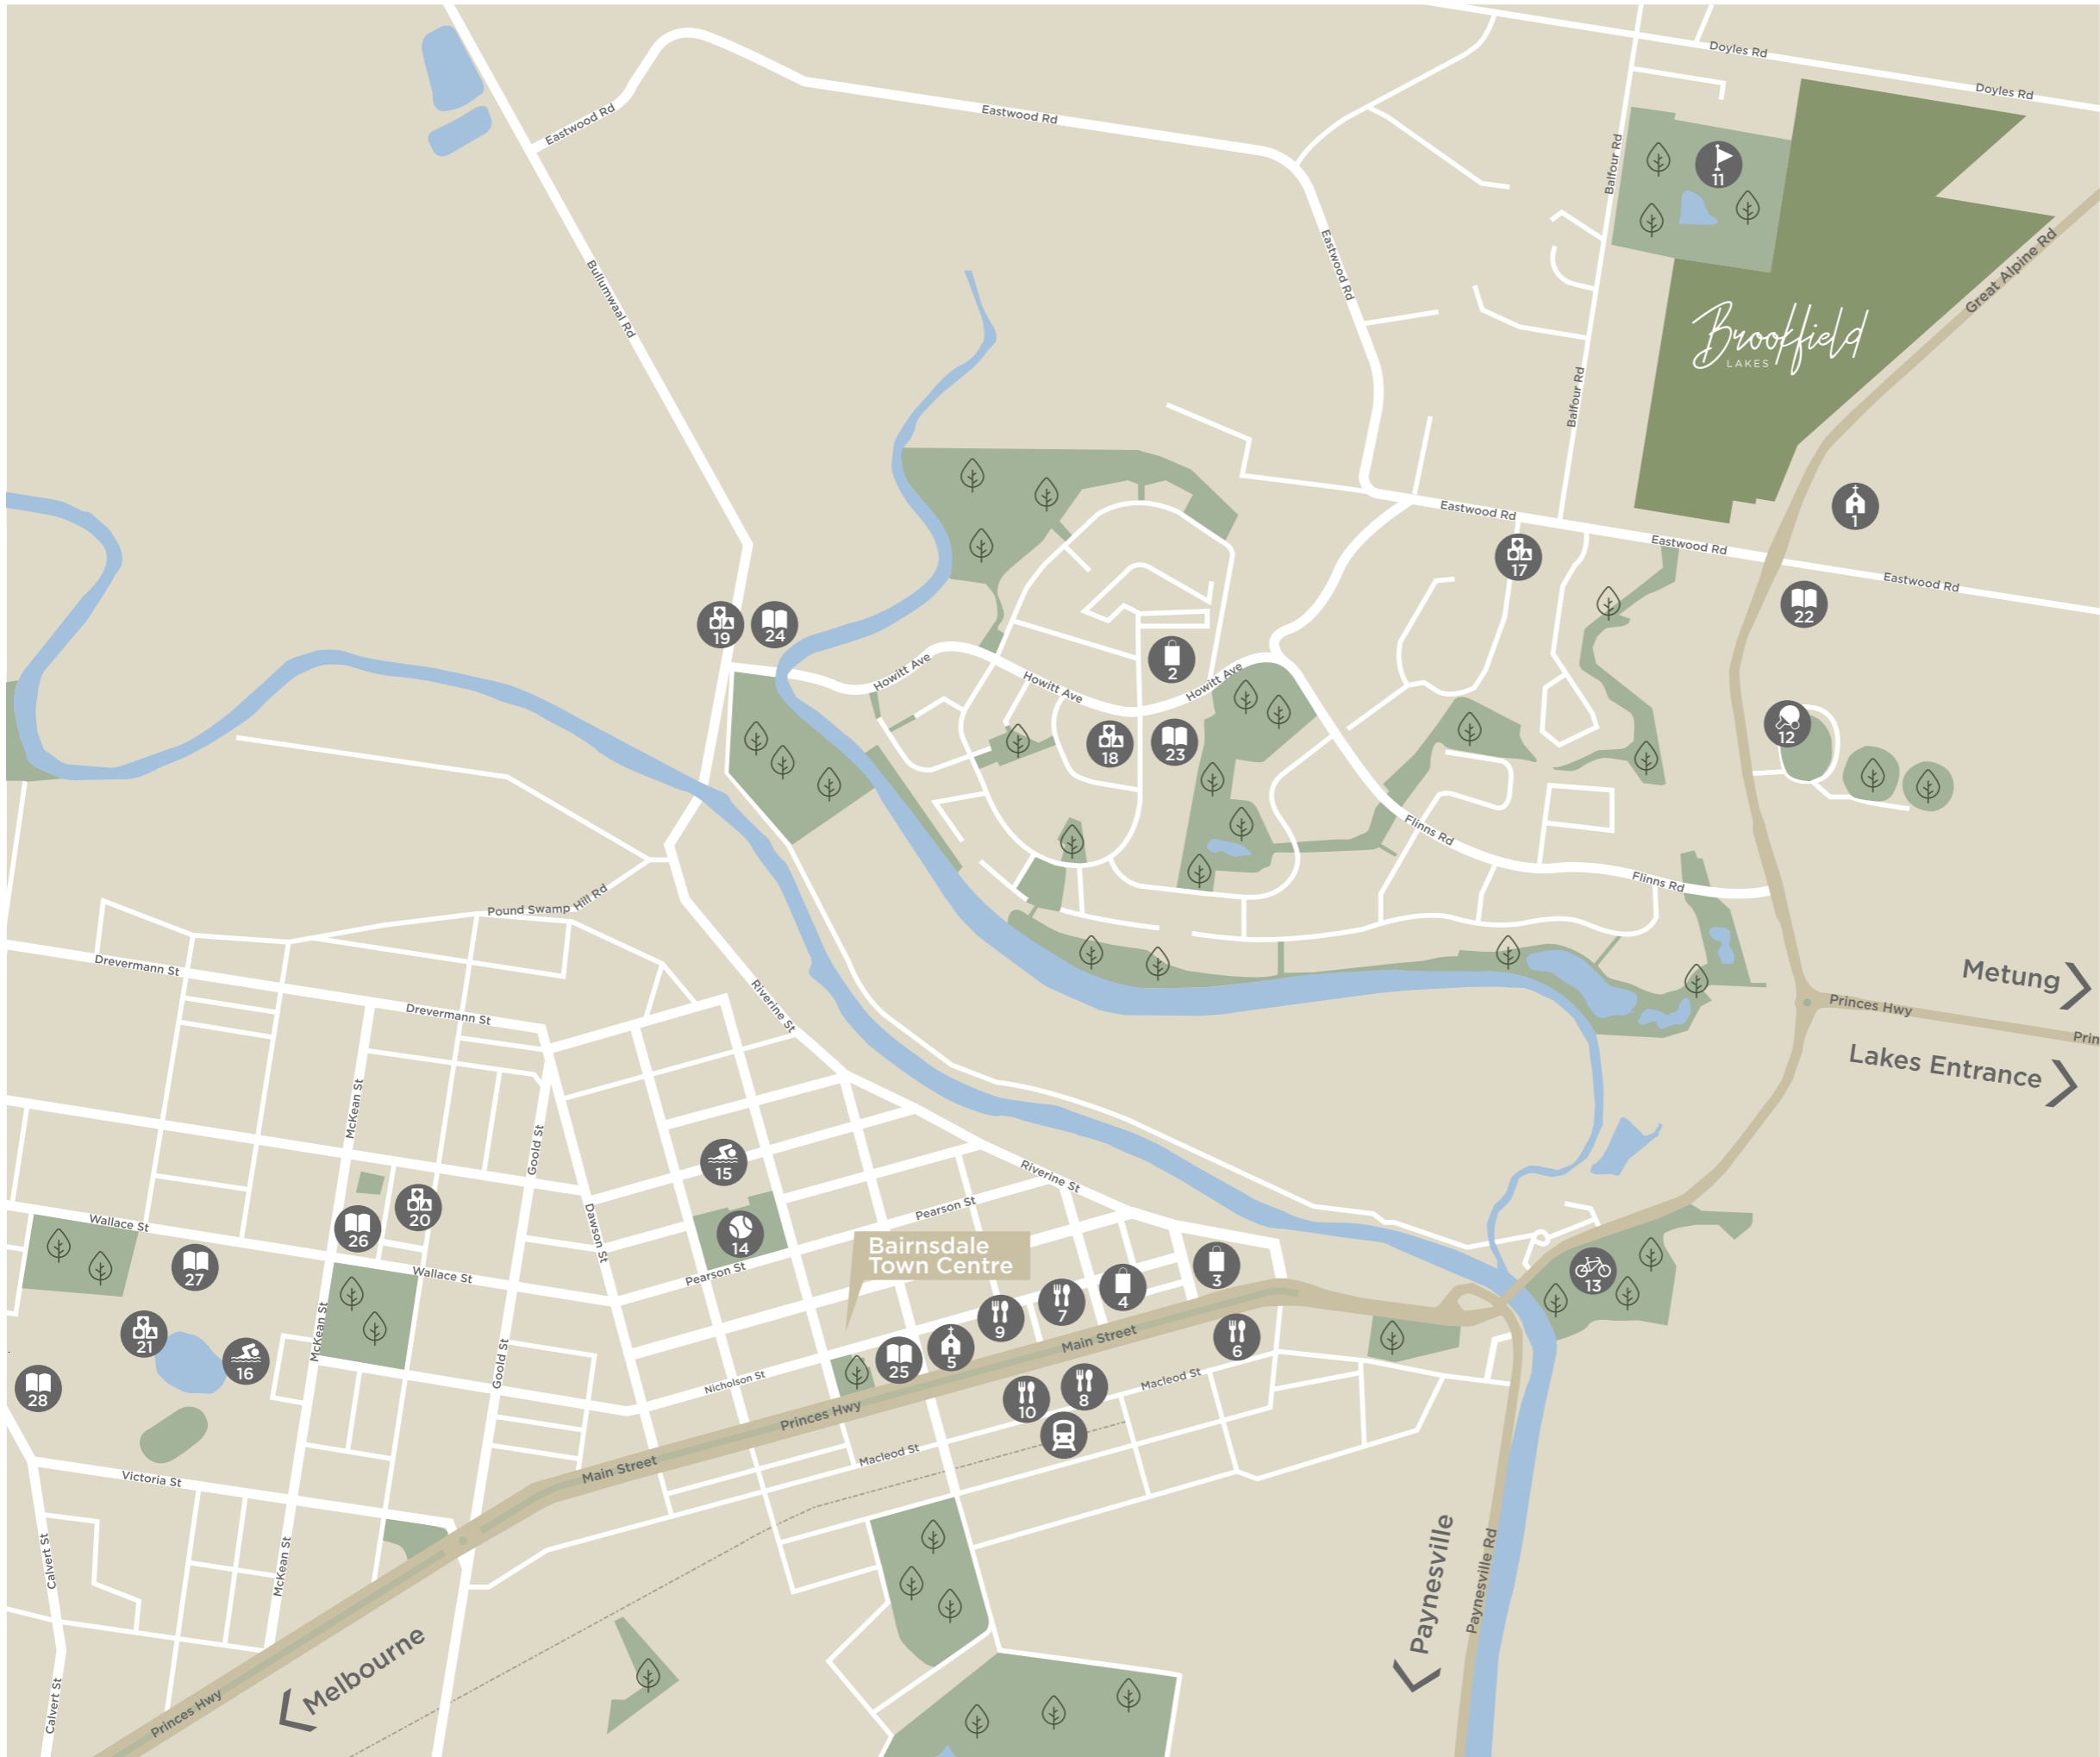 Doyles Rd
Doyles Rd
Eastwood Rd
Eastwood Rd
Balfour Rd
11
Bullumwaal Rd
Eastwood Rd
Great Alpine Rd
Brookfield
LAKES
Balfour Rd
Eastwood Rd
1
Eastwood Rd
17
Eastwood Rd
22
19
24
Howitt Ave
2
Howitt Ave
Howitt Ave
18
23
12
Flinns Rd
Flinns Rd
Pound Swamp Hill Rd
Drevermann St
Drevermann St
Riverine St
Metung
Princes Hwy
Prin
Lakes Entrance
McKean St
Goold St
15
Riverine St
20
26
Wallace St
Dawson St
Pearson St
14
Bairnsdale
Town Centre
27
Wallace St
Pearson St
3
13
4
7
9
21
16
McKean St
Goold St
Main Street
6
5
25
28
Nicholson St
Macleod St
8
10
Princes Hwy
Macleod St
Main Street
Victoria St
Calvert St
McKean St
Paynesville
Paynesville Rd
Melbourne
Calvert St
Princes Hwy